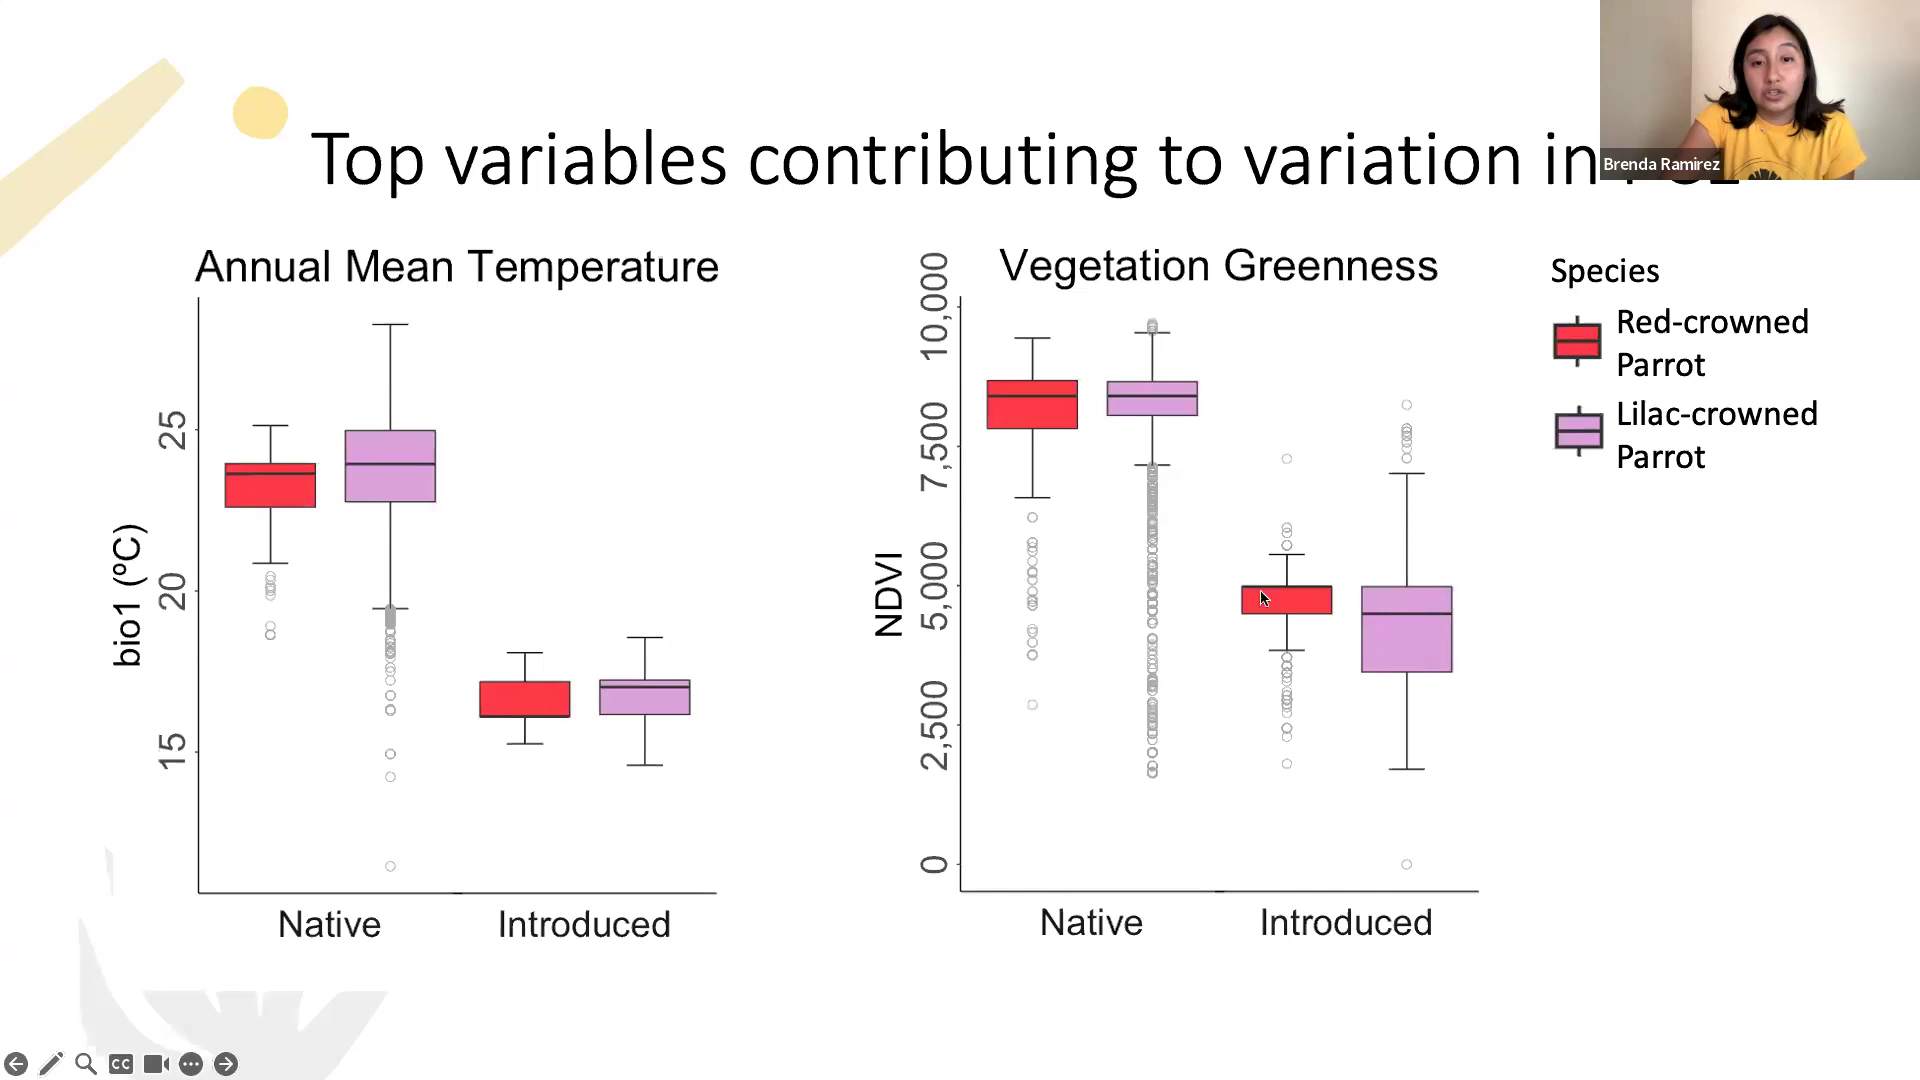 Top variables contributing to variation in
Brenda Ramirez
Annual Mean Temperature
bio1 (ºC)
25
20
15
Native
Introduced
Vegetation Greenness
NDVI
10,000
7,500
5,000
2,500
0
Native
Introduced
Species
Red-crowned
Parrot
Lilac-crowned
Parrot
CC